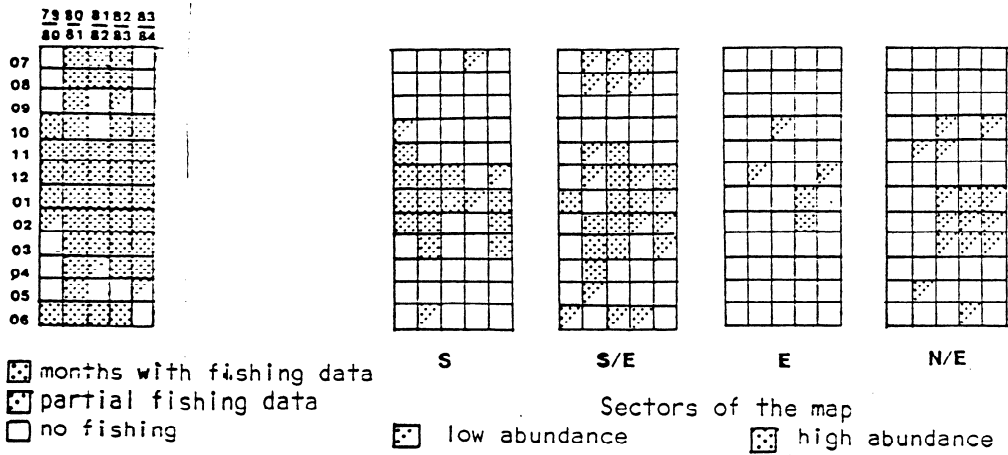 79 80 81 82 83
80 81 82 83 84
07
08
09
10
11
12
01
02
03
04
05
06
S S/E E N/E
months with fishing data
partial fishing data
no fishing
Sectors of the map
low abundance high abundance